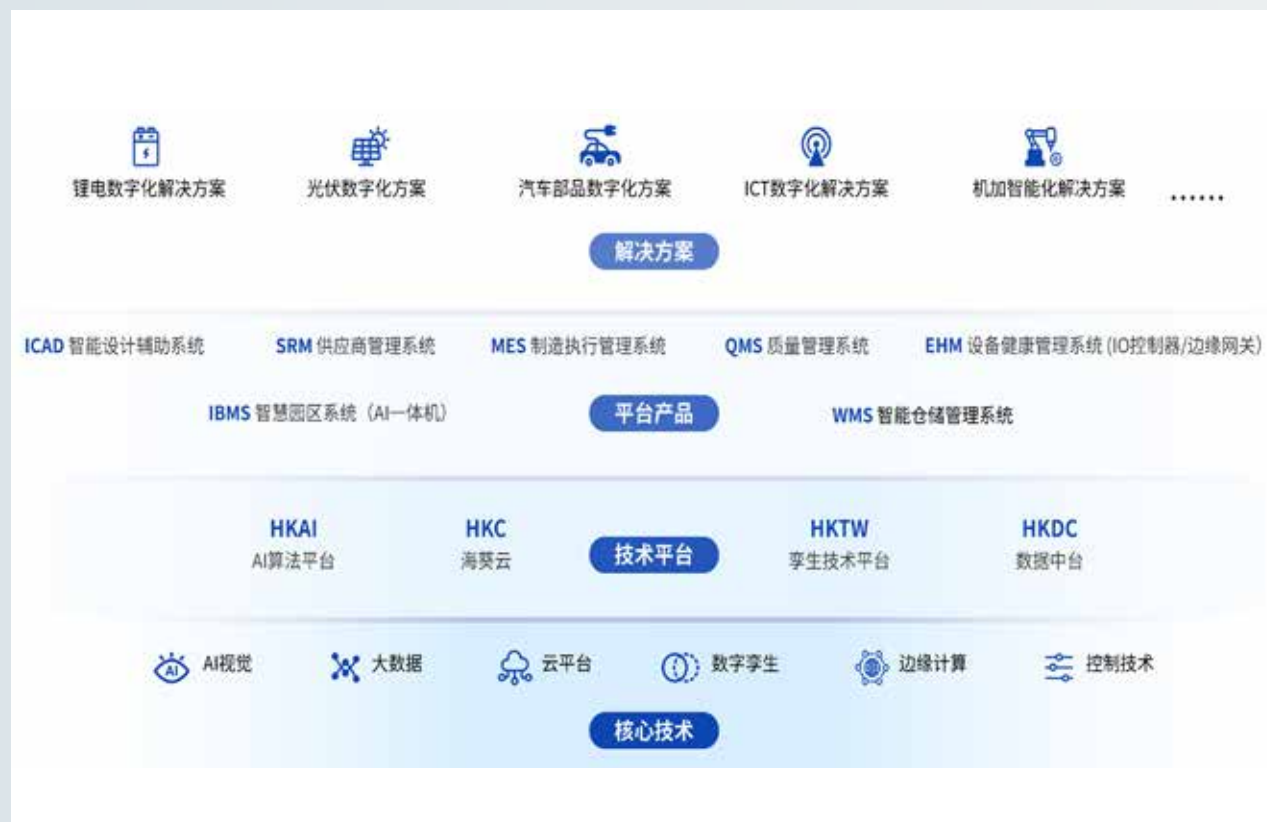 锂电数字化解决方案
光伏数字化方案
汽车部品数字化方案
ICT数字化解决方案
机加智能化解决方案
……
解决方案
ICAD 智能设计辅助系统
SRM 供应商管理系统
MES 制造执行管理系统
QMS 质量管理系统
EHM 设备健康管理系统 (IO控制器/边缘网关)
IBMS 智慧园区系统（AI一体机）
平台产品
WMS 智能仓储管理系统
HKAI
AI算法平台
HKC
海葵云
技术平台
HKTW
孪生技术平台
HKDC
数据中台
AI
AI视觉
大数据
云平台
数字孪生
边缘计算
控制技术
核心技术